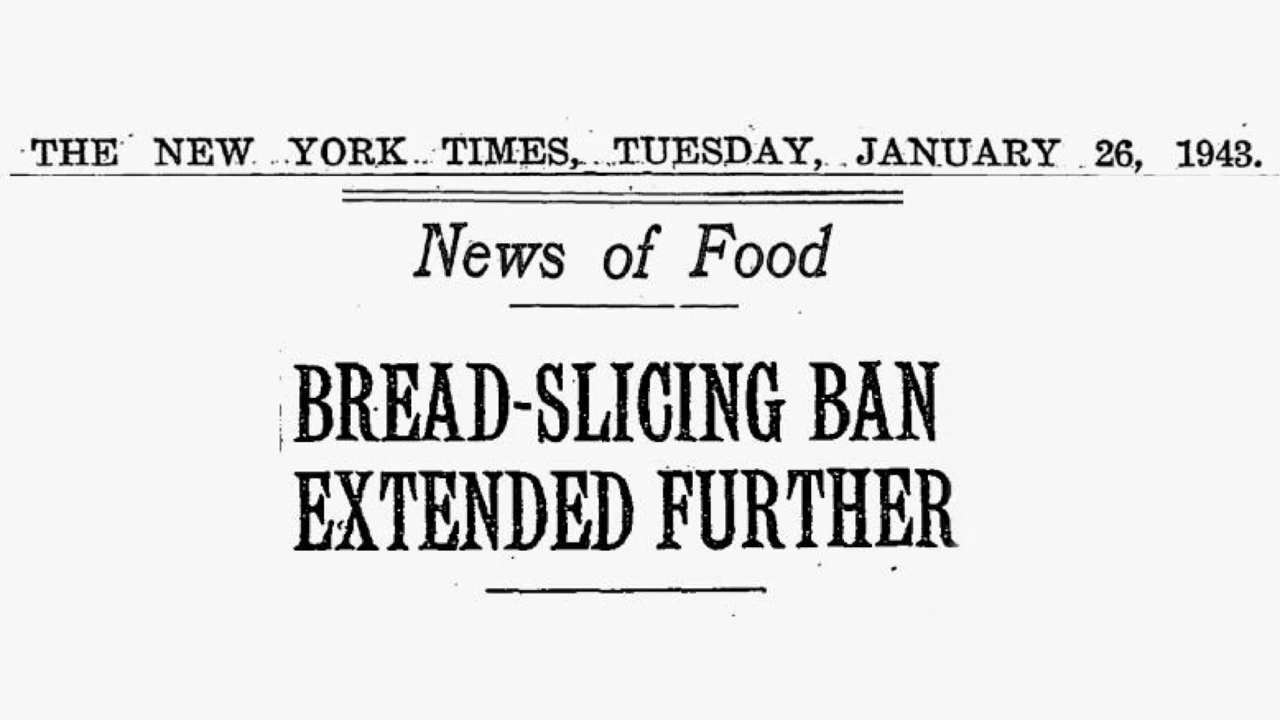 THE NEW YORK TIMES, TUESDAY, JANUARY 26, 1943.
News of Food
BREAD-SLICING BAN
EXTENDED FURTHER